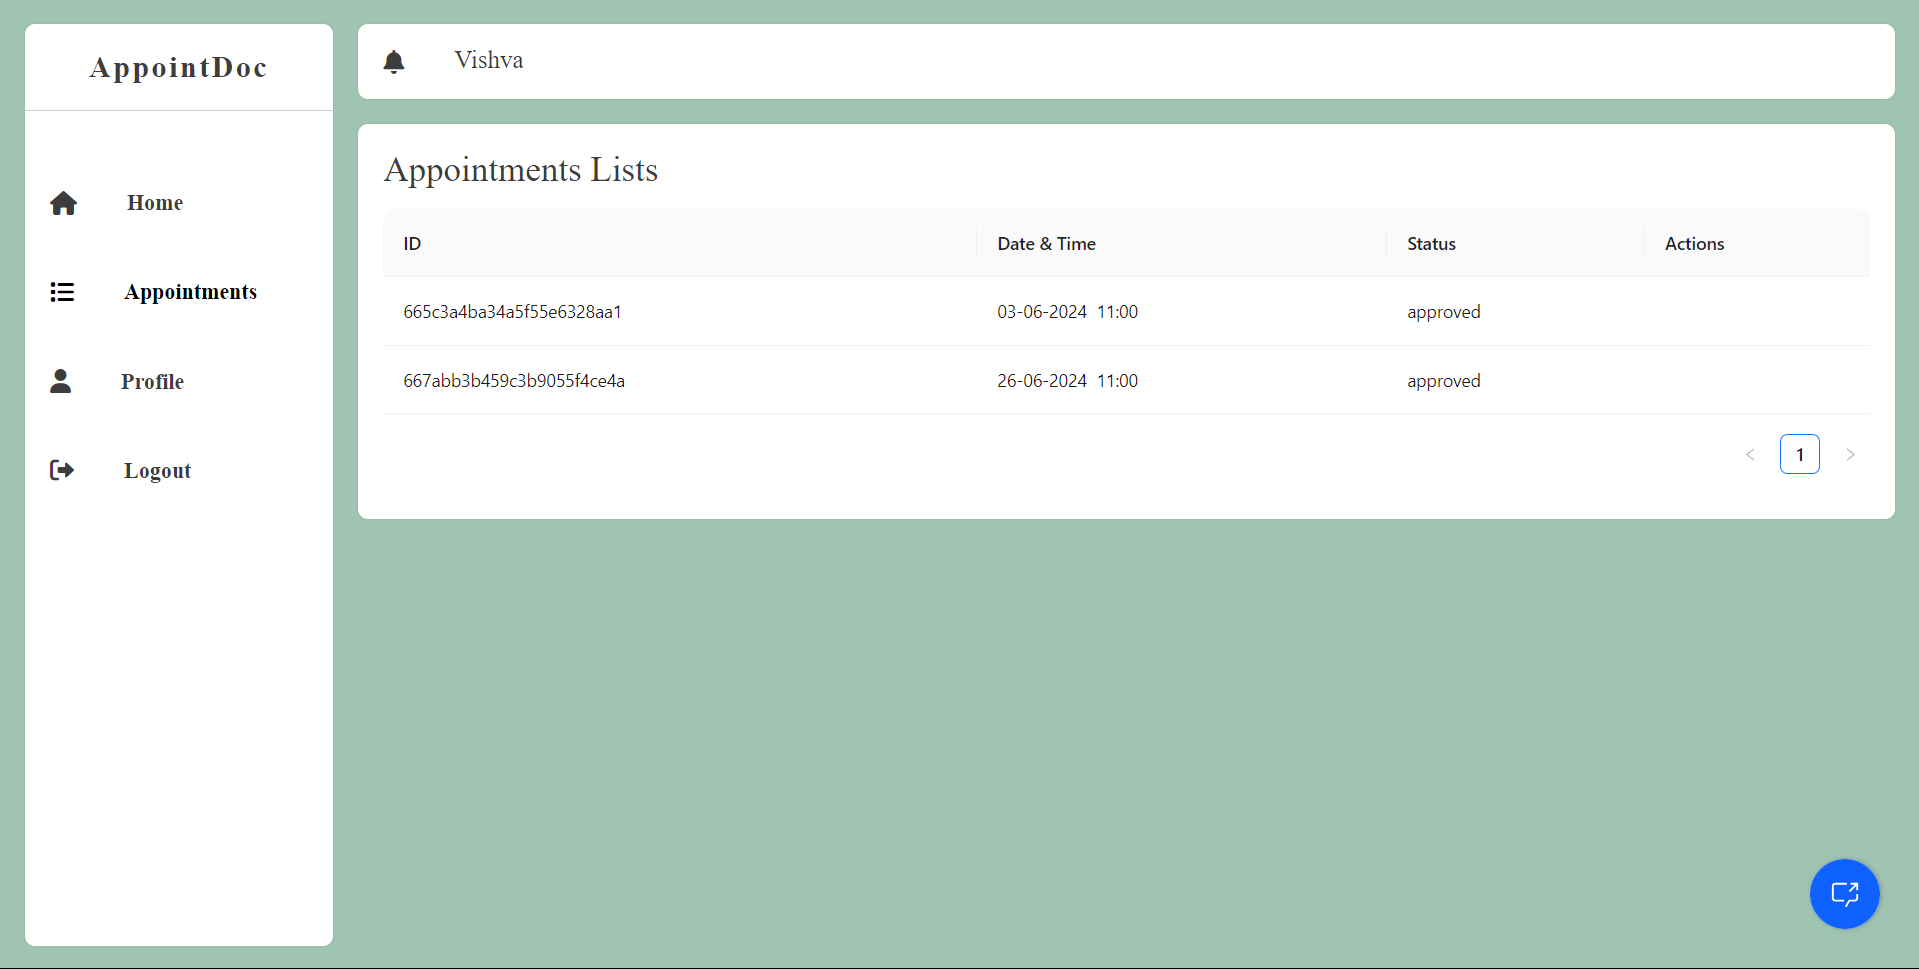 AppointDoc
Home
Appointments
Profile
Logout
Vishva
Appointments Lists
ID Date & Time Status Actions
665c3a4ba34a5f55e6328aa1 03-06-2024 11:00 approved
667abb3b459c3b9055f4ce4a 26-06-2024 11:00 approved
< 1 >